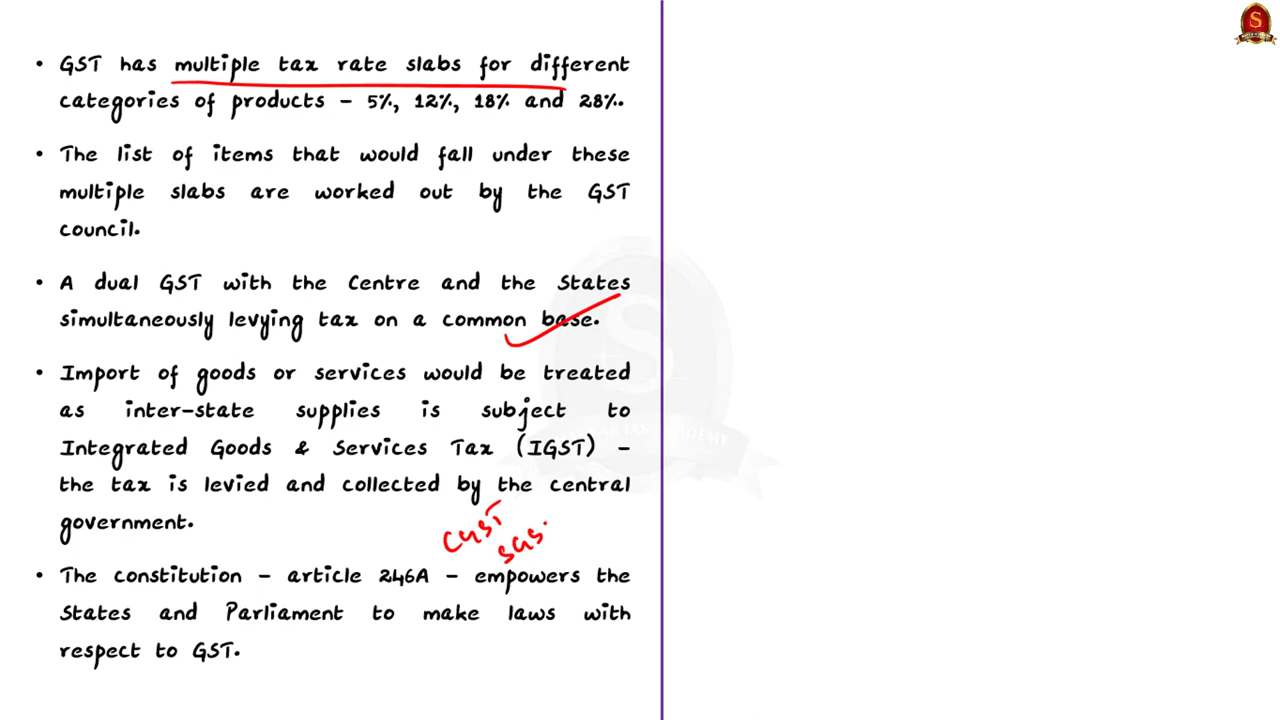 • GST has multiple tax rate slabs for different
categories of products – 5%, 12%, 18% and 28%.
• The list of items that would fall under these
multiple slabs are worked out by the GST
council.
• A dual GST with the Centre and the States
simultaneously levying tax on a common base.
• Import of goods or services would be treated
as inter-state supplies is subject to
Integrated Goods & Services Tax (IGST) –
the tax is levied and collected by the central
government.
CGST
SGS
• The constitution – article 246A – empowers the
States and Parliament to make laws with
respect to GST.